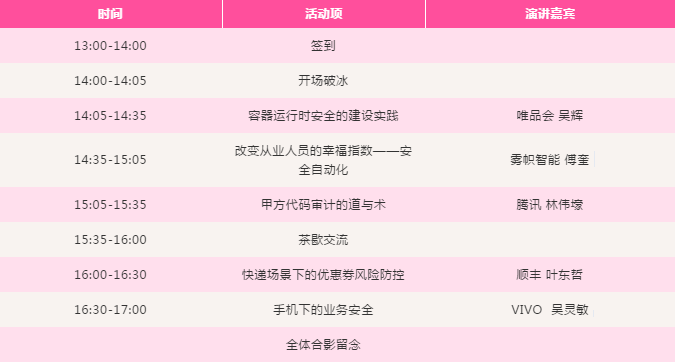 时间 活动项 演讲嘉宾
13:00-14:00 签到
14:00-14:05 开场破冰
14:05-14:35 容器运行时安全的建设实践 唯品会 吴辉
14:35-15:05 改变从业人员的幸福指数——安全自动化 雾帜智能 傅奎
15:05-15:35 甲方代码审计的道与术 腾讯 林伟壕
15:35-16:00 茶歇交流
16:00-16:30 快递场景下的优惠券风险防控 顺丰 叶东哲
16:30-17:00 手机下的业务安全 VIVO 吴灵敏
全体合影留念